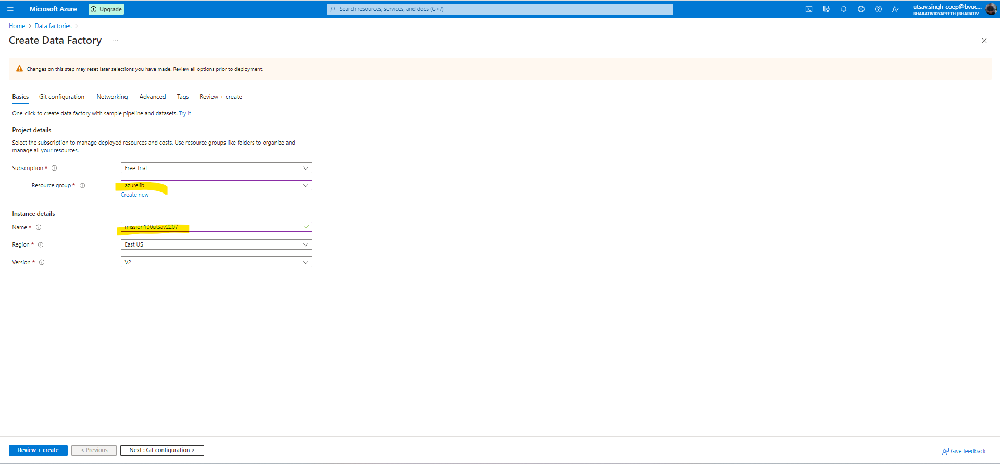 Microsoft Azure
Upgrade
Search resources, services, and docs (G+/)
utsav.singh-coep@bvuc...
BHARATIVIDYAPEETH (BHARATIV...
Home > Data factories >
Create Data Factory ...
Changes on this step may reset later selections you have made. Review all options prior to deployment.
Basics Git configuration Networking Advanced Tags Review + create
One-click to create data factory with sample pipeline and datasets. Try it
Project details
Select the subscription to manage deployed resources and costs. Use resource groups like folders to organize and
manage all your resources.
Subscription * Free Trial
Resource group * azurelib
Create new
Instance details
Name * mission100utsav2207
Region * East US
Version * V2
Review + create < Previous Next : Git configuration >
Give feedback